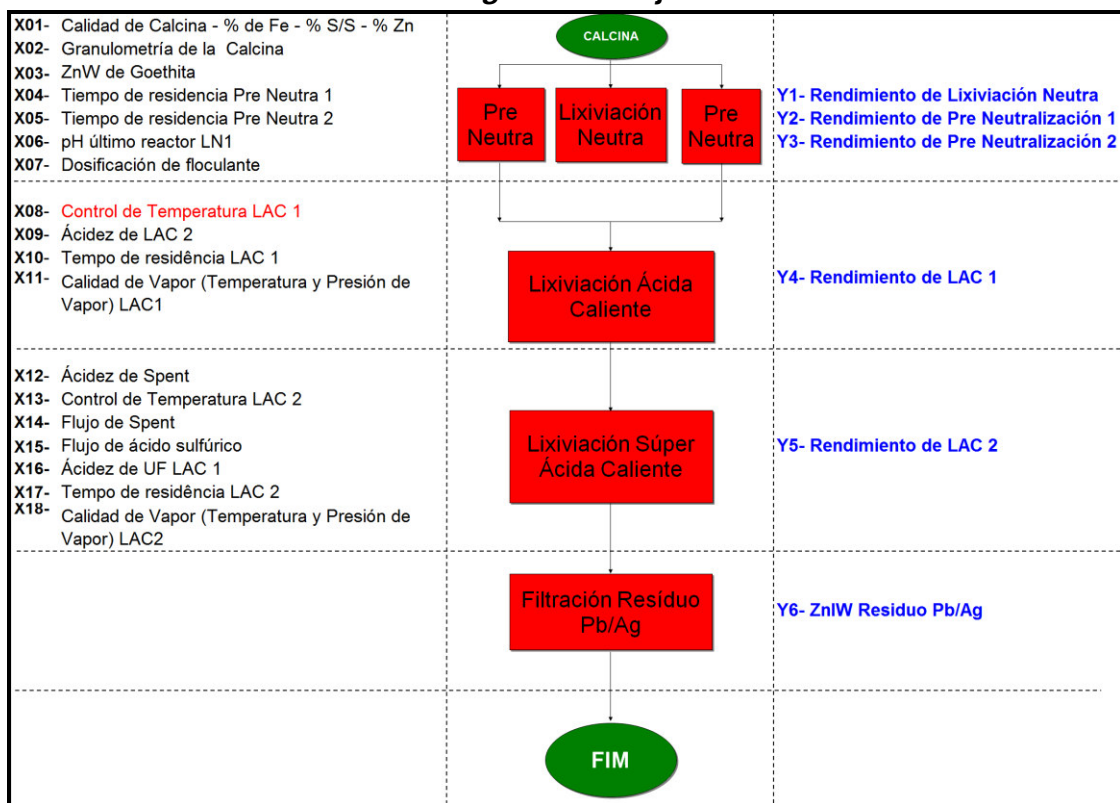 X01- Calidad de Calcina - % de Fe - % S/S - % Zn
X02- Granulometría de la Calcina
X03- ZnW de Goethita
X04- Tiempo de residencia Pre Neutra 1
X05- Tiempo de residencia Pre Neutra 2
X06- pH último reactor LN1
X07- Dosificación de floculante
CALCINA
Pre
Neutra
Lixiviación
Neutra
Pre
Neutra
Y1- Rendimiento de Lixiviación Neutra
Y2- Rendimiento de Pre Neutralización 1
Y3- Rendimiento de Pre Neutralización 2
X08- Control de Temperatura LAC 1
X09- Ácidez de LAC 2
X10- Tempo de residência LAC 1
X11- Calidad de Vapor (Temperatura y Presión de
Vapor) LAC1
Lixiviación Ácida
Caliente
Y4- Rendimiento de LAC 1
X12- Ácidez de Spent
X13- Control de Temperatura LAC 2
X14- Flujo de Spent
X15- Flujo de ácido sulfúrico
X16- Ácidez de UF LAC 1
X17- Tempo de residência LAC 2
X18- Calidad de Vapor (Temperatura y Presión de
Vapor) LAC2
Lixiviación Súper
Ácida Caliente
Y5- Rendimiento de LAC 2
Filtración Resíduo
Pb/Ag
Y6- ZnIW Residuo Pb/Ag
FIM